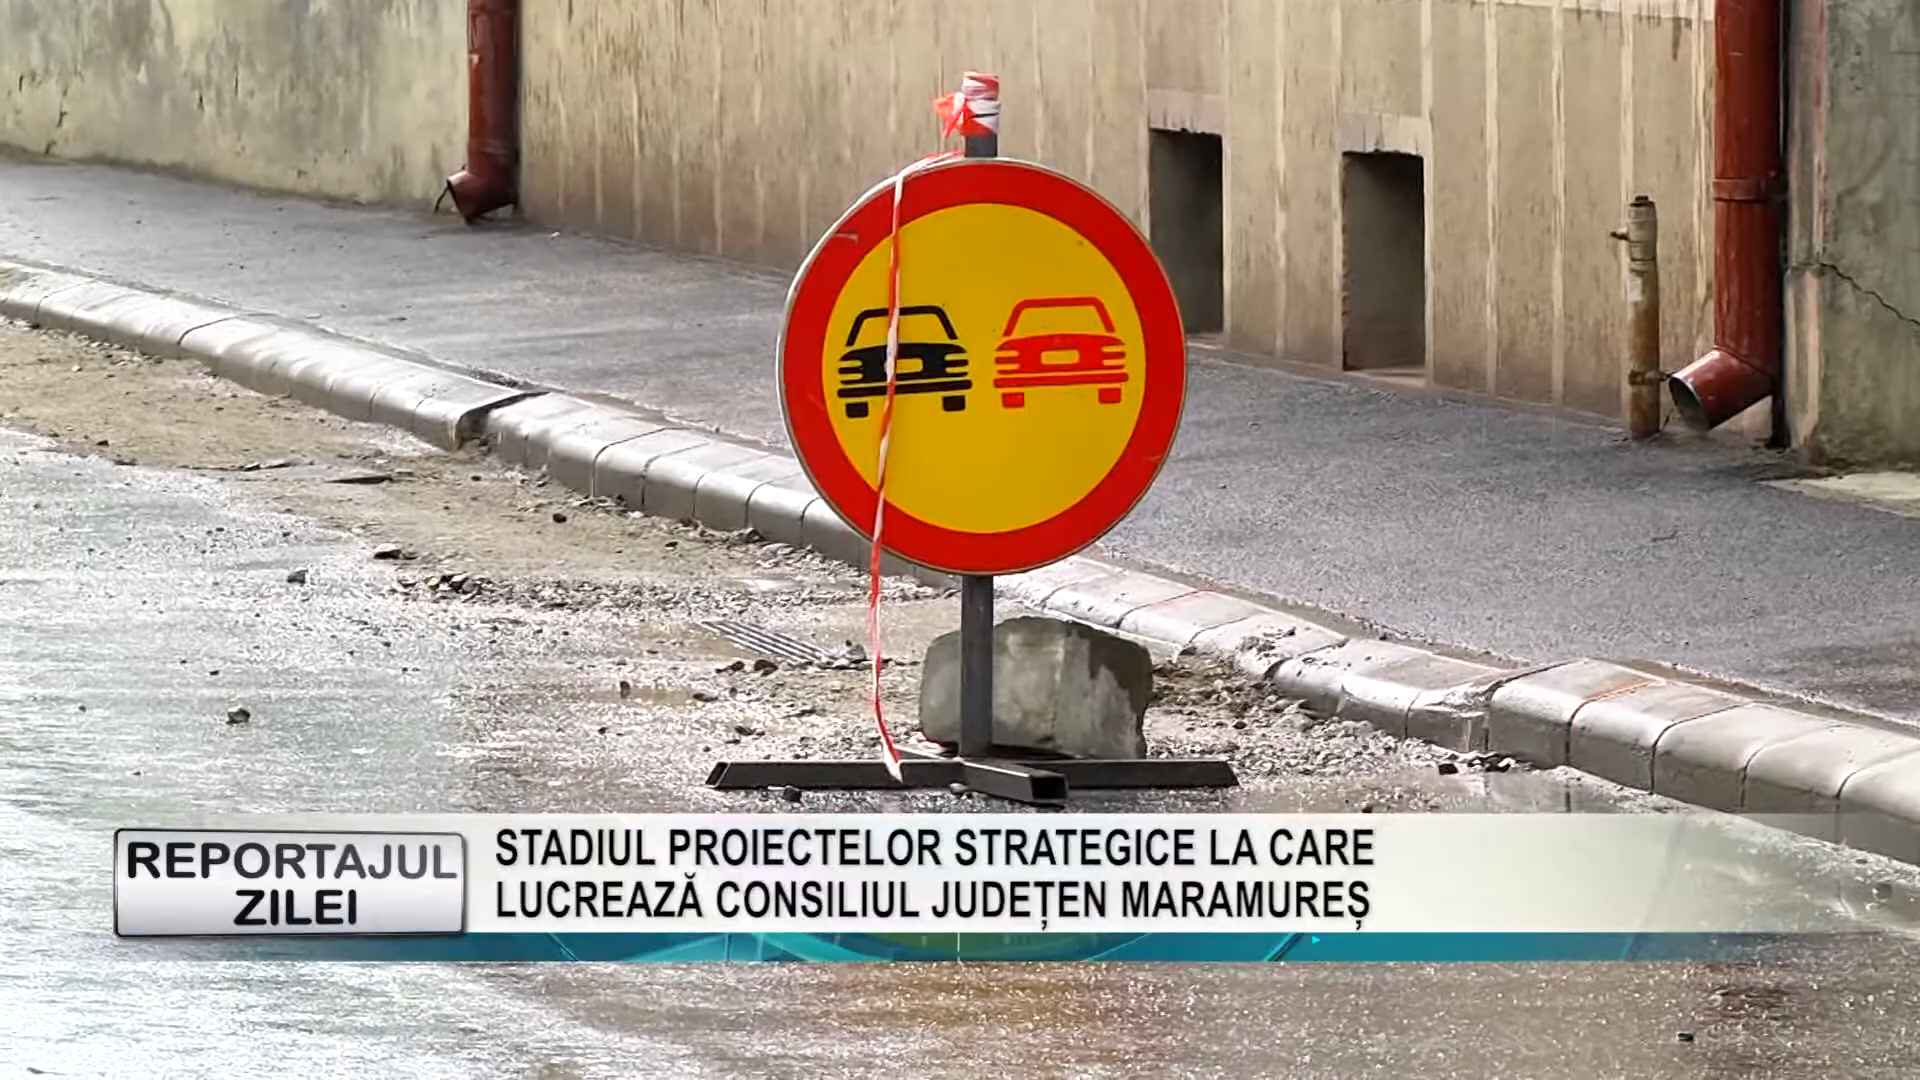 REPORTAJUL
ZILEI
STADIUL PROIECTELOR STRATEGICE LA CARE
LUCREAZĂ CONSILIUL JUDEȚEN MARAMUREȘ